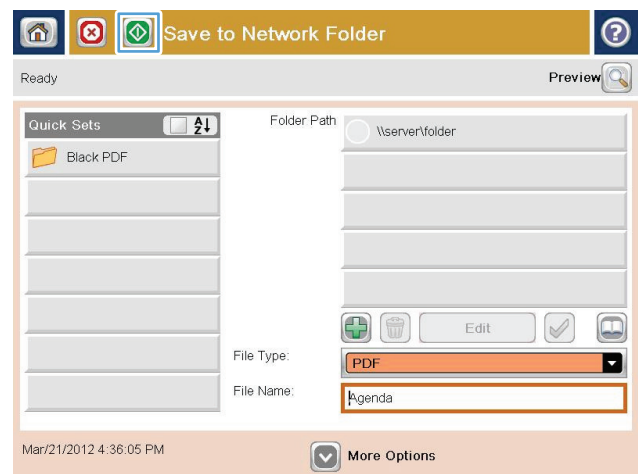 Save to Network Folder
?
Ready
Preview
Quick Sets
A
Z
Folder Path
\\server\folder
Black PDF
Edit
File Type:
PDF
File Name:
Agenda
Mar/21/2012 4:36:05 PM
More Options